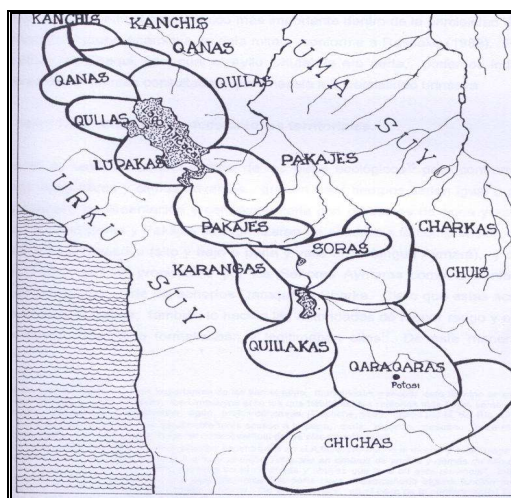 KANCHIS
KANCHIS
QANAS
QANAS
QULLAS
QULLAS
LUPAKAS
PAKAJES
UMA SUYO
URKU SUYO
PAKAJES
SORAS
CHARKAS
KARANGAS
CHUIS
QUILLAKAS
QARAQARAS
Potosi
CHICHAS